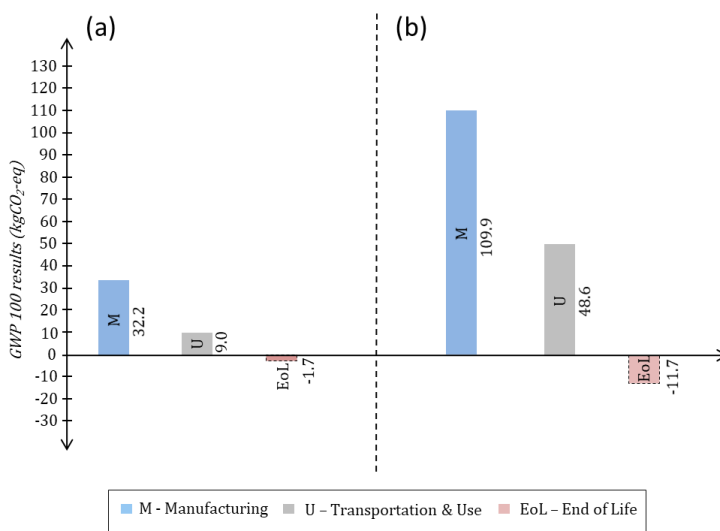 (a)
(b)
GWP 100 results (kgCO₂-eq)
130
120
110
100
90
80
70
60
50
40
30
20
10
0
-10
-20
-30
M
32.2
U
9.0
EoL
-1.7
M
109.9
U
48.6
EoL
-11.7
M - Manufacturing
U – Transportation & Use
EoL – End of Life